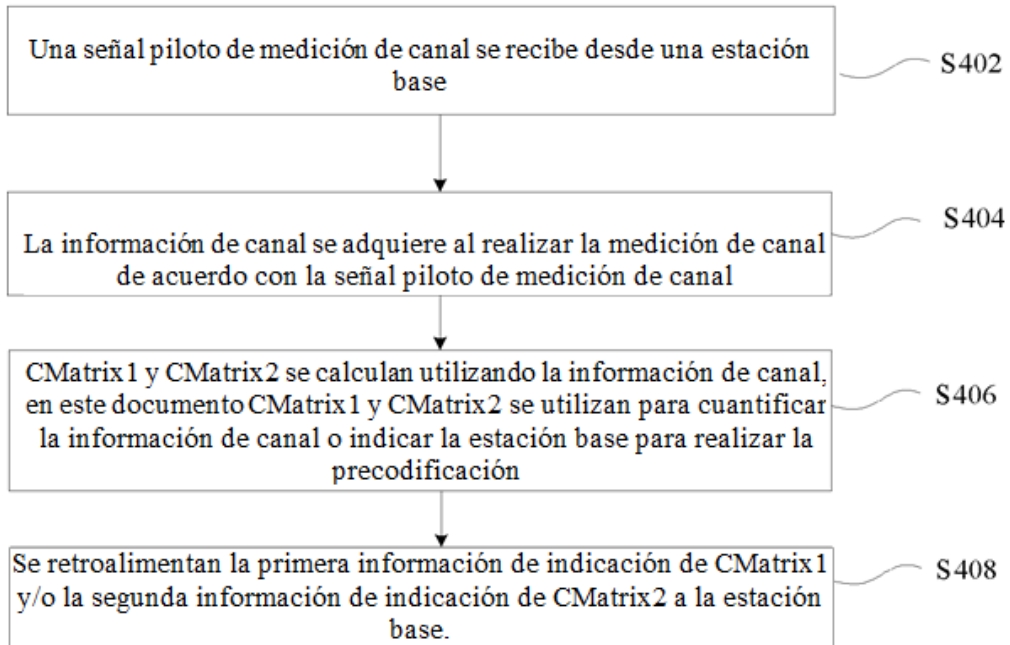 Una señal piloto de medición de canal se recibe desde una estación
base
S402
La información de canal se adquiere al realizar la medición de canal
de acuerdo con la señal piloto de medición de canal
S404
CMatrix1 y CMatrix2 se calculan utilizando la información de canal,
en este documento CMatrix1 y CMatrix2 se utilizan para cuantificar
la información de canal o indicar la estación base para realizar la
precodificación
S406
Se retroalimentan la primera información de indicación de CMatrix1
y/o la segunda información de indicación de CMatrix2 a la estación
base.
S408